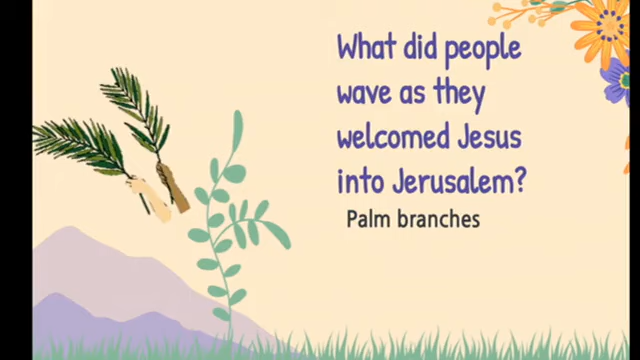 What did people
wave as they
welcomed Jesus
into Jerusalem?
Palm branches